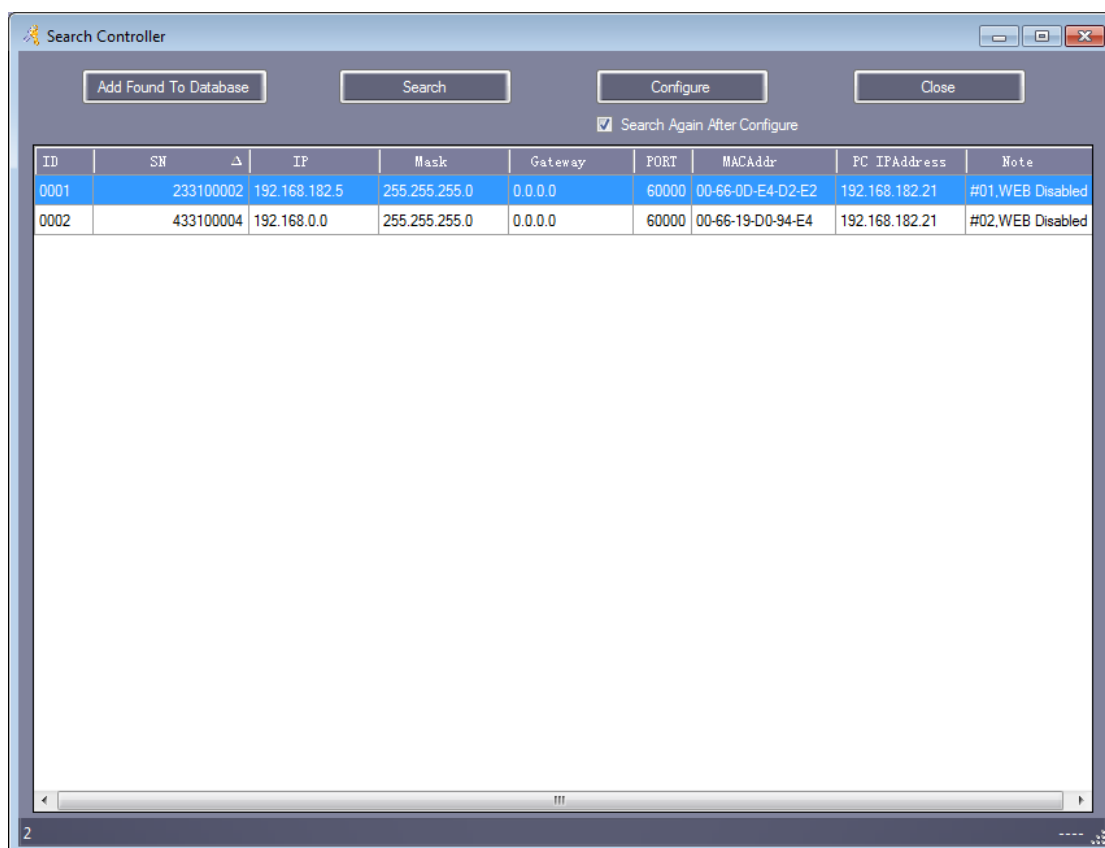 Search Controller
Add Found To Database Search Configure Close
Search Again After Configure
ID SN IP Mask Gateway PORT MACAddr PC IPAddress Note
0001 233100002 192.168.182.5 255.255.255.0 0.0.0.0 60000 00-66-0D-E4-D2-E2 192.168.182.21 #01,WEB Disabled
0002 433100004 192.168.0.0 255.255.255.0 0.0.0.0 60000 00-66-19-D0-94-E4 192.168.182.21 #02,WEB Disabled
2 ----